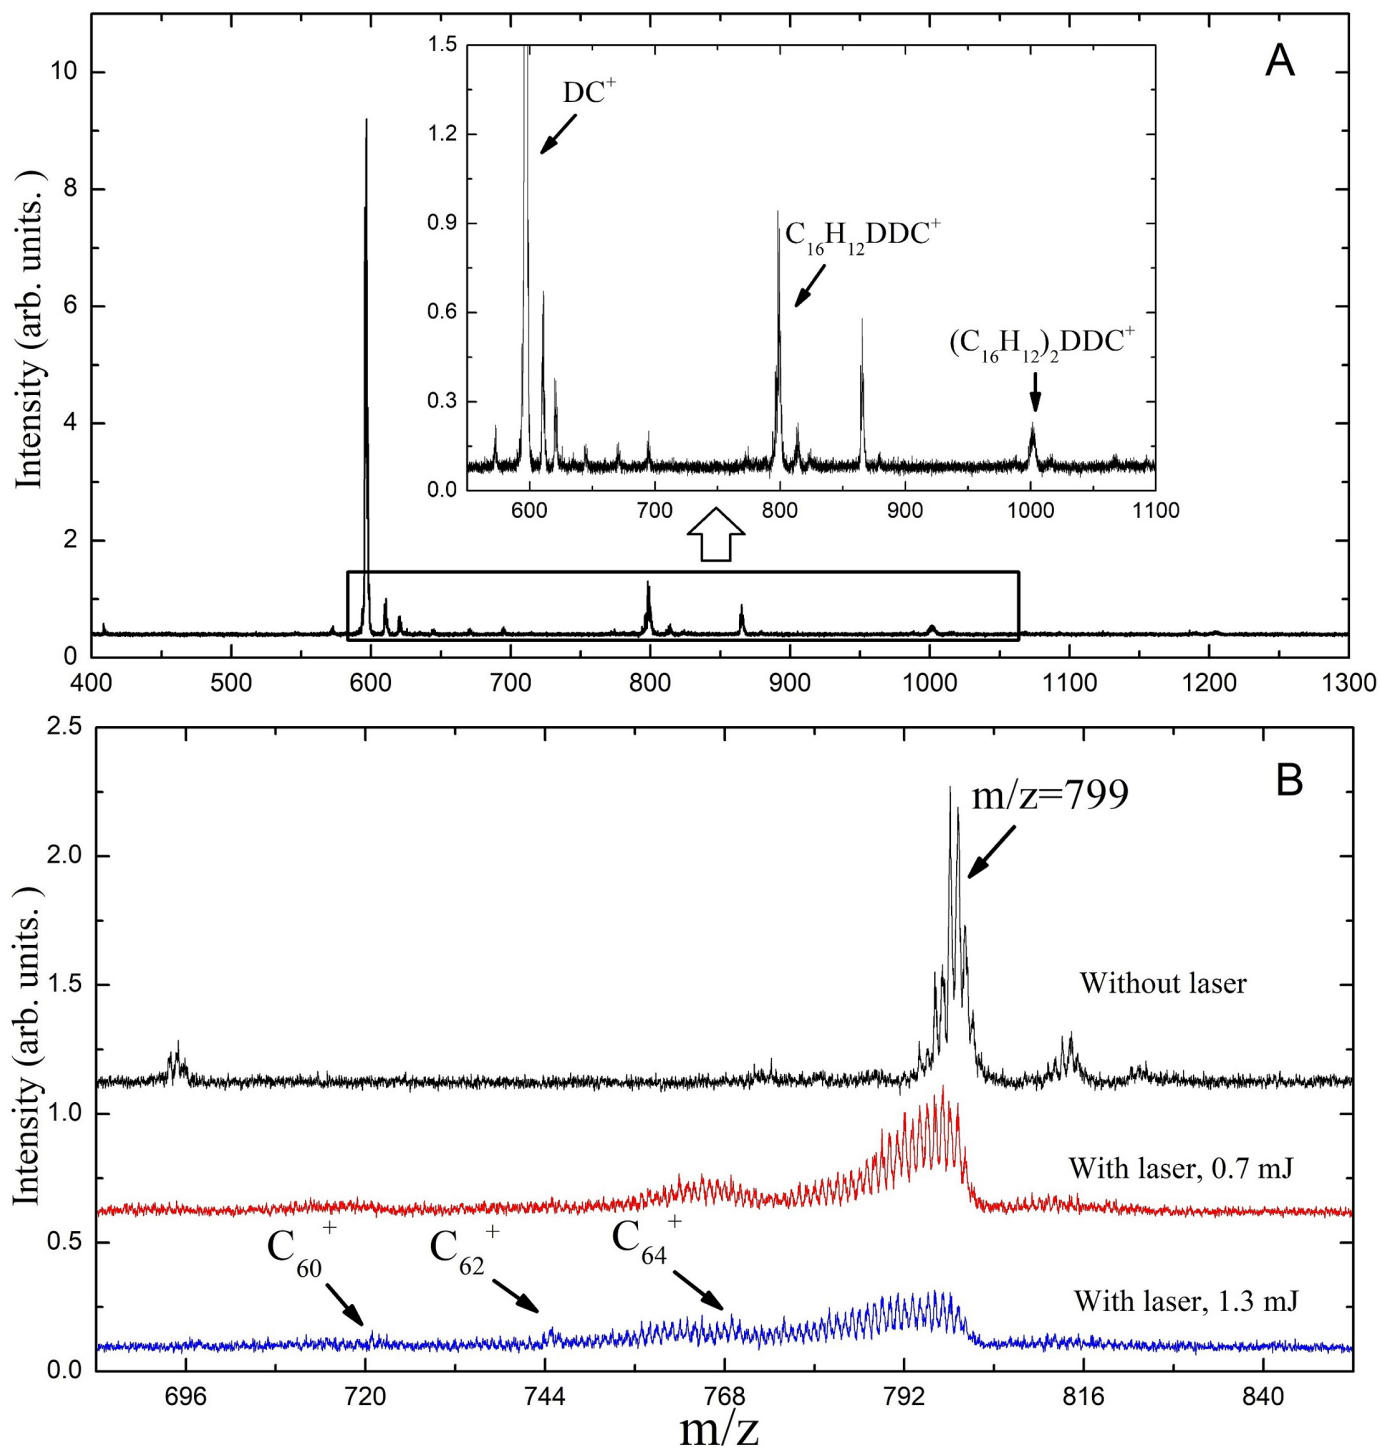 A
10
8
6
4
2
0
Intensity (arb. units. )
1.5
1.2
0.9
0.6
0.3
0.0
DC+
C16H12DDC+
(C16H12)2DDC+
600 700 800 900 1000 1100
400 500 600 700 800 900 1000 1100 1200 1300
B
2.5
2.0
1.5
1.0
0.5
0.0
Intensity (arb. units. )
m/z=799
Without laser
With laser, 0.7 mJ
C60+ C62+ C64+
With laser, 1.3 mJ
696 720 744 768 792 816 840
m/z